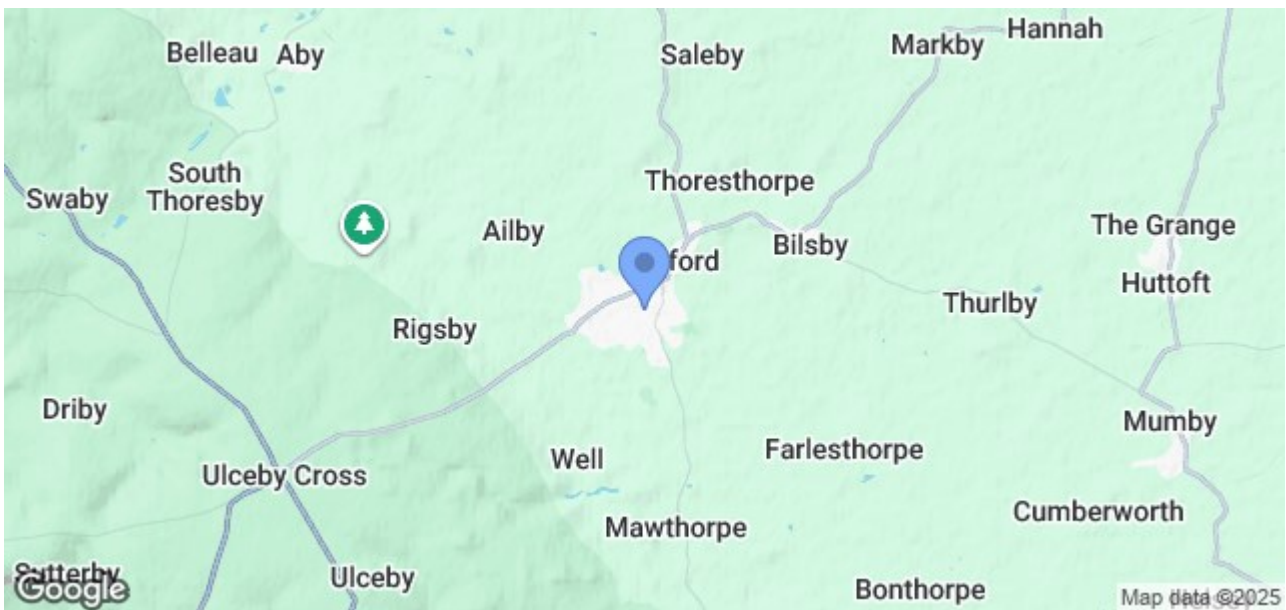 Hannah
Markby
Belleau
Aby
Saleby
South
Thoresby
Thoresthorpe
Swaby
Ailby
Bilsby
The Grange
ford
Huttoft
Thurlby
Rigsby
Driby
Mumby
Well
Farlesthorpe
Ulceby Cross
Cumberworth
Mawthorpe
Sutterby
Ulceby
Bonthorpe
Google
Map data ©2025